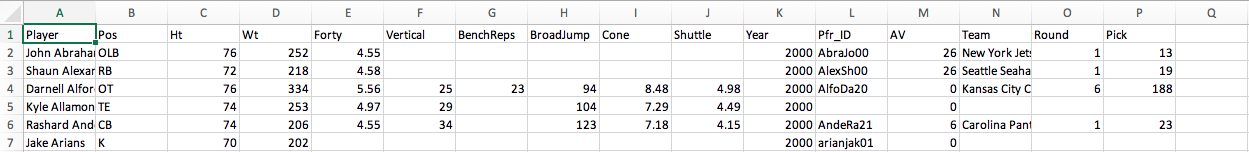 A B C D E F G H I J K L M N O P Q
1 Player Pos Ht Wt Forty Vertical BenchReps BroadJump Cone Shuttle Year Pfr_ID AV Team Round Pick
2 John Abrahai OLB 76 252 4.55 2000 AbraJo00 26 New York Jets 1 13
3 Shaun Alexar RB 72 218 4.58 2000 AlexSh00 26 Seattle Seaha 1 19
4 Darnell Alfor OT 76 334 5.56 25 23 94 8.48 4.98 2000 AlfoDa20 0 Kansas City C 6 188
5 Kyle Allamon TE 74 253 4.97 29 104 7.29 4.49 2000 0
6 Rashard And CB 74 206 4.55 34 123 7.18 4.15 2000 AndeRa21 6 Carolina Pant 1 23
7 Jake Arians K 70 202 2000 arianjak01 0